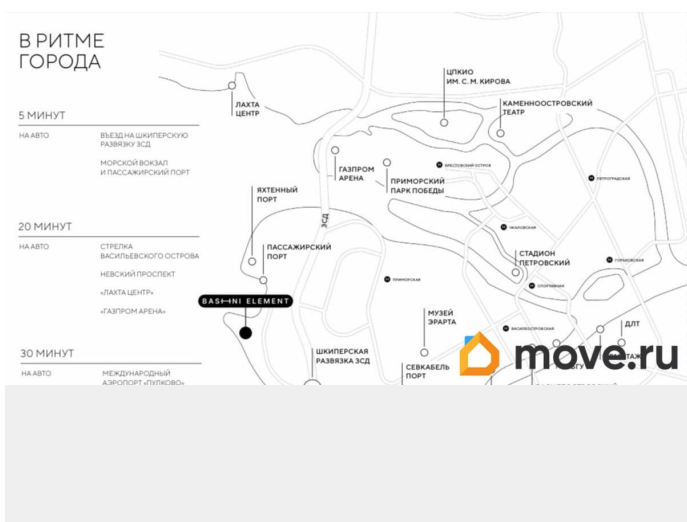 В РИТМЕ
ГОРОДА
5 МИНУТ
НА АВТО
ВЪЕЗД НА ШКИПЕРСКУЮ
РАЗВЯЗКУ ЗСД
МОРСКОЙ ВОКЗАЛ
И ПАССАЖИРСКИЙ ПОРТ
20 МИНУТ
НА АВТО
СТРЕЛКА
ВАСИЛЬЕВСКОГО ОСТРОВА
НЕВСКИЙ ПРОСПЕКТ
«ЛАХТА ЦЕНТР»
«ГАЗПРОМ АРЕНА»
30 МИНУТ
НА АВТО
МЕЖДУНАРОДНЫЙ
АЭРОПОРТ «ПУЛКОВО»
ЛАХТА
ЦЕНТР
ЦПКИО
ИМ. С. М. КИРОВА
КАМЕННООСТРОВСКИЙ
ТЕАТР
ГАЗПРОМ
АРЕНА
ПРИМОРСКИЙ
ПАРК ПОБЕДЫ
КРЕСТОВСКИЙ ОСТРОВ
ПЕТРОГРАДСКАЯ
ЯХТЕННЫЙ
ПОРТ
ЗСД
ЧКАЛОВСКАЯ
ПАССАЖИРСКИЙ
ПОРТ
СТАДИОН
ПЕТРОВСКИЙ
ГОРЬКОВСКАЯ
ПРИМОРСКАЯ
СПОРТИВНАЯ
BASHNI ELEMENT
МУЗЕЙ
ЭРАРТА
ВАСИЛЕОСТРОВСКАЯ
ДЛТ
ШКИПЕРСКАЯ
РАЗВЯЗКА ЗСД
СЕВКАБЕЛЬ
ПОРТ
move.ru